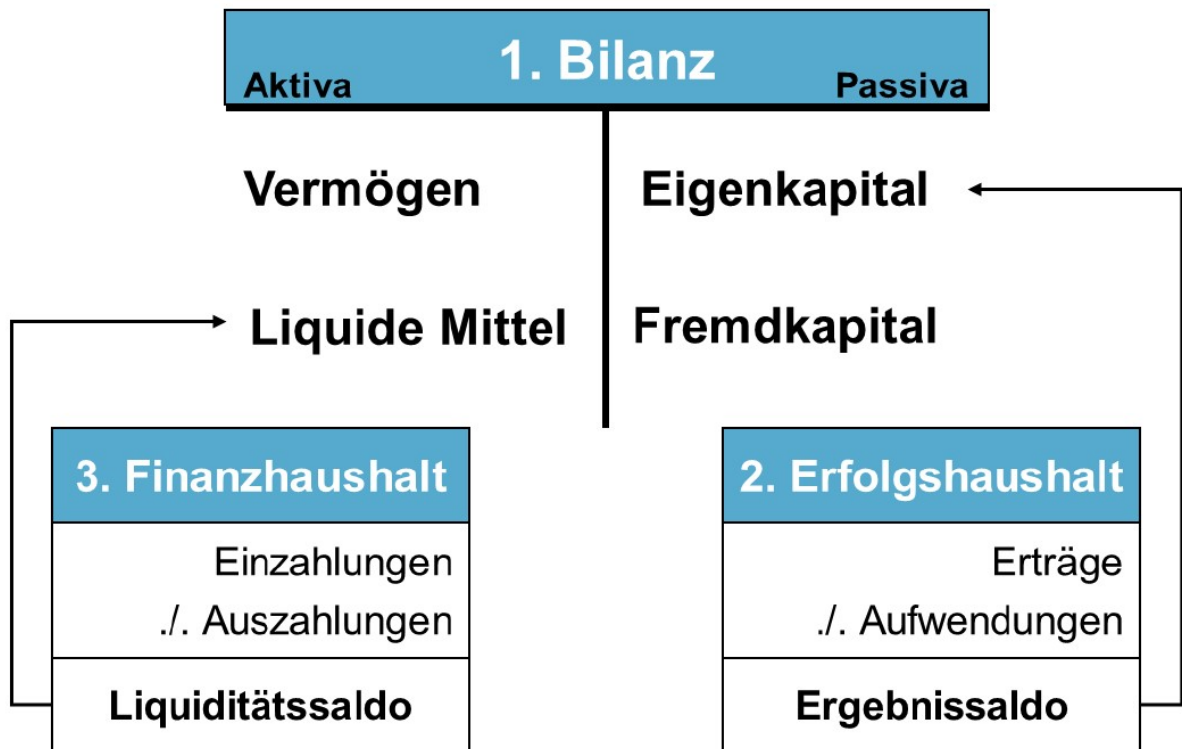 1. Bilanz
Aktiva Passiva
Vermögen Eigenkapital
Liquide Mittel Fremdkapital
3. Finanzhaushalt
Einzahlungen
./. Auszahlungen
Liquiditätssaldo
2. Erfolgshaushalt
Erträge
./. Aufwendungen
Ergebnissaldo